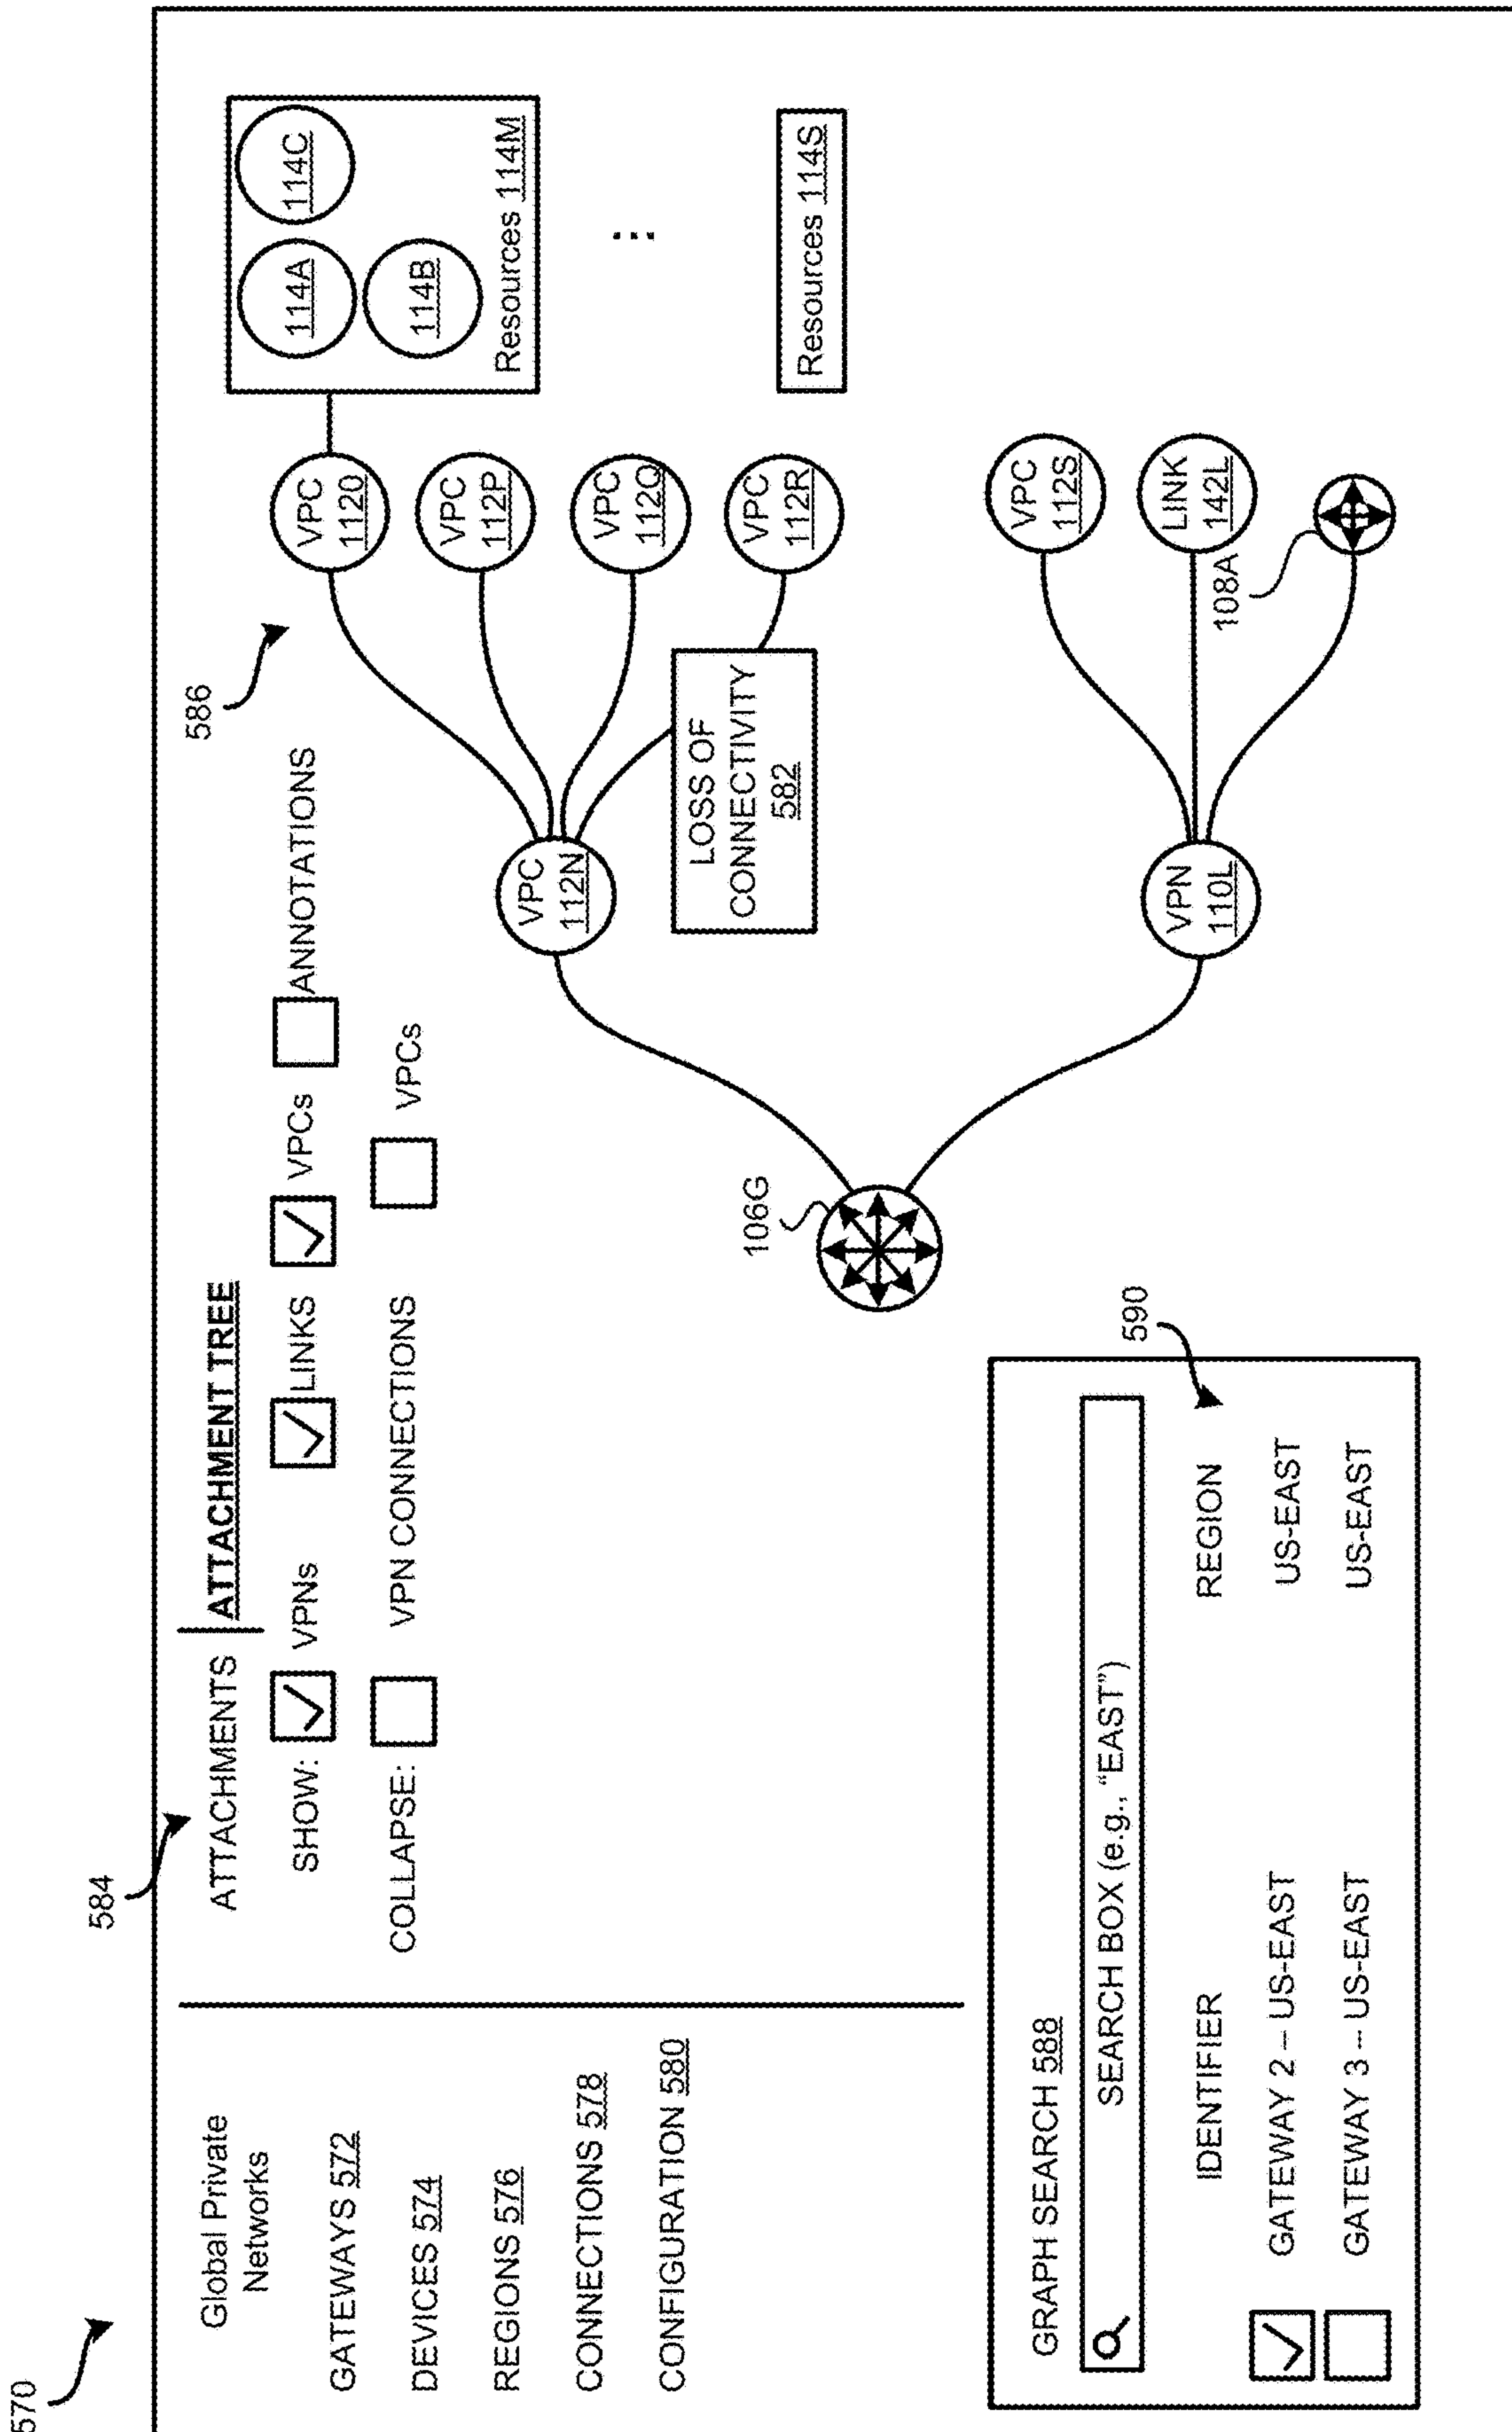 570
Global Private
Networks
GATEWAYS 572
DEVICES 574
REGIONS 576
CONNECTIONS 578
CONFIGURATION 580
584
ATTACHMENTS
ATTACHMENT TREE
SHOW:
VPNs
LINKS
VPCs
ANNOTATIONS
COLLAPSE:
VPN CONNECTIONS
VPCs
586
106G
VPC
112N
VPC
1120
VPC
112P
VPC
112Q
VPC
112R
LOSS OF
CONNECTIVITY
582
114A
114C
114B
Resources 114M
...
Resources 114S
VPN
110L
VPC
112S
LINK
142L
108A
GRAPH SEARCH 588
SEARCH BOX (e.g., “EAST”)
590
IDENTIFIER
REGION
GATEWAY 2 – US-EAST
US-EAST
GATEWAY 3 -- US-EAST
US-EAST